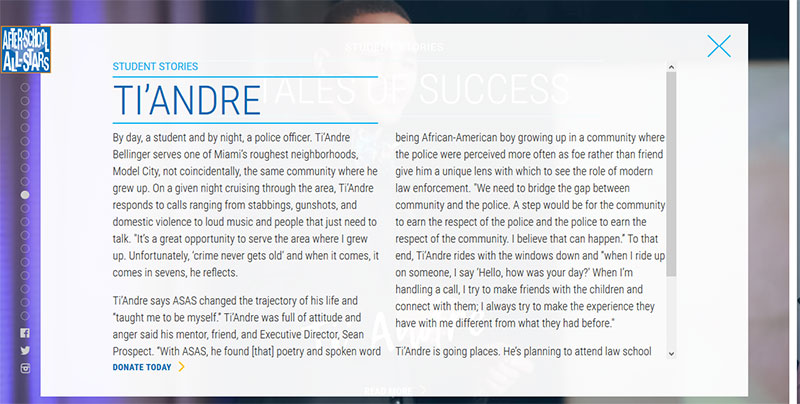 AFTER-SCHOOL
ALL-STARS
STUDENT STORIES
TALES OF SUCCESS
STUDENT STORIES
TI’ANDRE
By day, a student and by night, a police officer. Ti’Andre
Bellinger serves one of Miami’s roughest neighborhoods,
Model City, not coincidentally, the same community where he
grew up. On a given night cruising through the area, Ti’Andre
responds to calls ranging from stabbings, gunshots, and
domestic violence to loud music and people that just need to
talk. “It’s a great opportunity to serve the area where I grew
up. Unfortunately, ‘crime never gets old’ and when it comes, it
comes in sevens, he reflects.
Ti’Andre says ASAS changed the trajectory of his life and
“taught me to be myself.” Ti’Andre was full of attitude and
anger said his mentor, friend, and Executive Director, Sean
Prospect. “With ASAS, he found [that] poetry and spoken word
being African-American boy growing up in a community where
the police were perceived more often as foe rather than friend
give him a unique lens with which to see the role of modern
law enforcement. “We need to bridge the gap between
community and the police. A step would be for the community
to earn the respect of the police and the police to earn the
respect of the community. I believe that can happen.” To that
end, Ti’Andre rides with the windows down and “when I ride up
on someone, I say ‘Hello, how was your day?’ When I’m
handling a call, I try to make friends with the children and
connect with them; I always try to make the experience they
have with me different from what they had before.”
Ti’Andre is going places. He’s planning to attend law school
DONATE TODAY
READ MORE